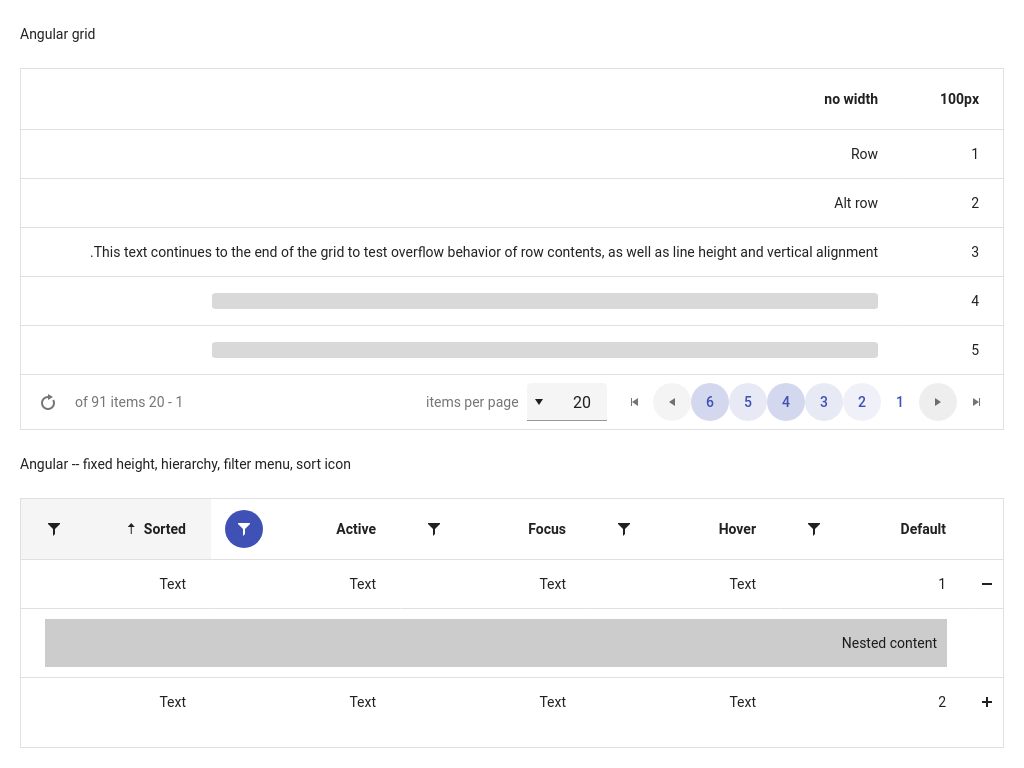 Angular grid
no width 100px
Row 1
Alt row 2
.This text continues to the end of the grid to test overflow behavior of row contents, as well as line height and vertical alignment 3
4
5
of 91 items 20 - 1 items per page 20 6 5 4 3 2 1
Angular -- fixed height, hierarchy, filter menu, sort icon
Sorted Active Focus Hover Default
Text Text Text Text 1
Nested content
Text Text Text Text 2